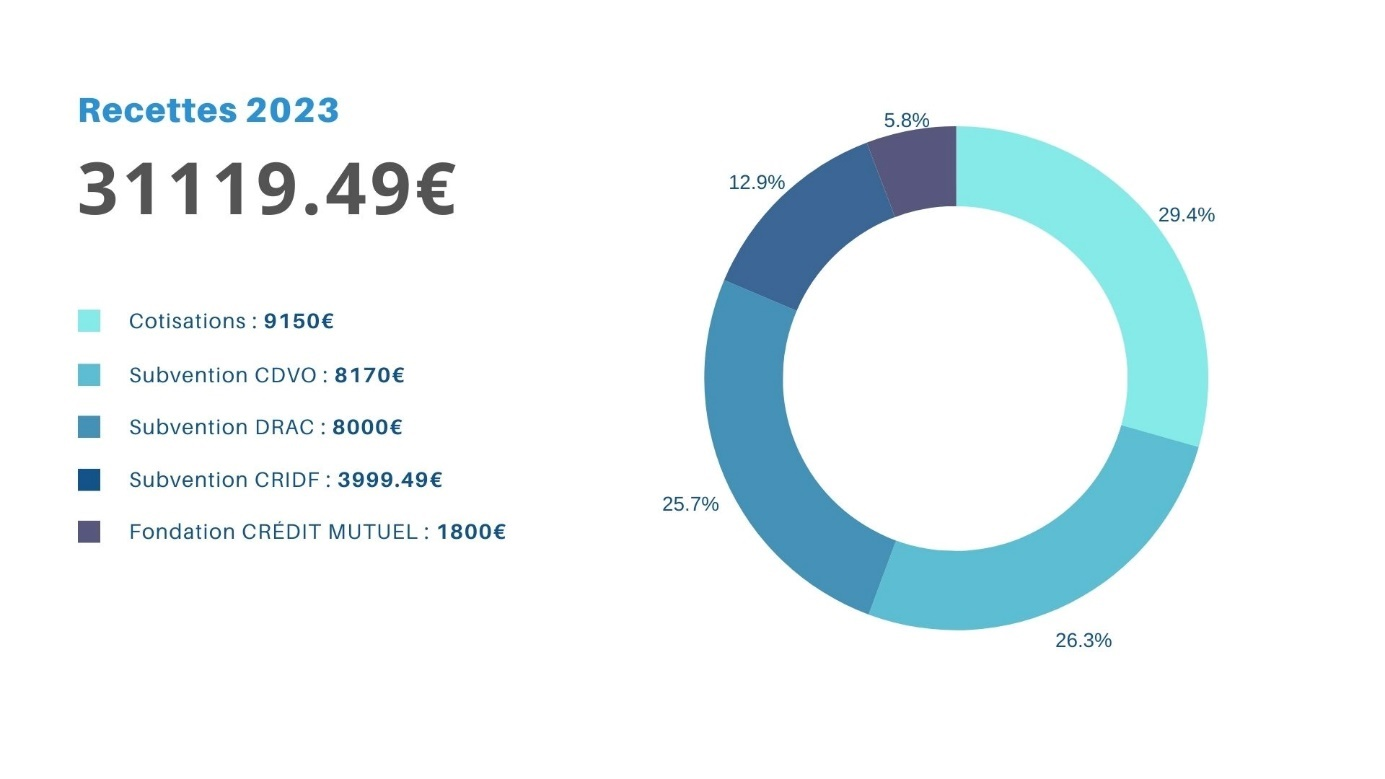 Recettes 2023
31119.49€
Cotisations : 9150€
Subvention CDVO : 8170€
Subvention DRAC : 8000€
Subvention CRIDF : 3999.49€
Fondation CRÉDIT MUTUEL : 1800€
5.8%
12.9%
29.4%
25.7%
26.3%